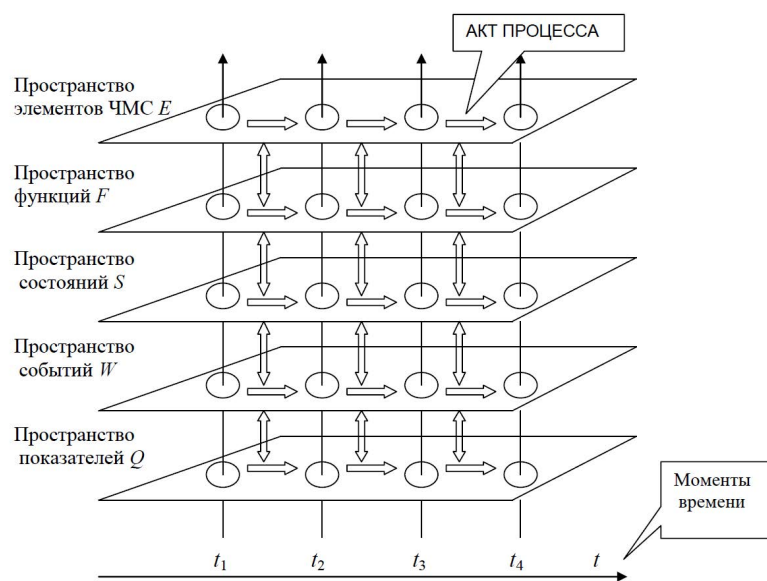 АКТ ПРОЦЕССА
Пространство
элементов ЧМС E
Пространство
функций F
Пространство
состояний S
Пространство
событий W
Пространство
показателей Q
Моменты
времени
t1 t2 t3 t4 t